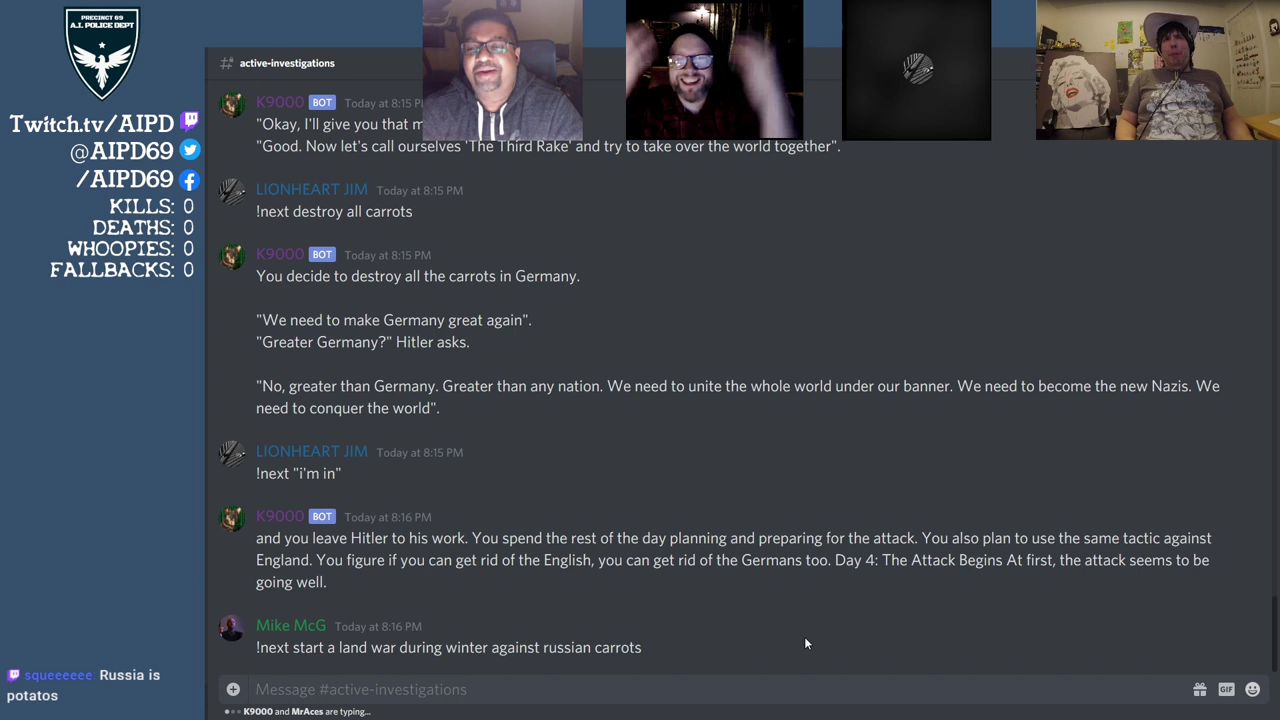 PRECINCT 69
A.I. POLICE DEPT
Twitch.tv/AIPD
@AIPD69
/AIPD69
KILLS: 0
DEATHS: 0
WHOOPIES: 0
FALLBACKS: 0
squeeeeee: Russia is
potatos
active-investigations
K9000 BOT Today at 8:15 P
"Okay, I'll give you that m
"Good. Now let's call ourselves 'The Third Rake' and try to take over the world together".
LIONHEART JIM Today at 8:15 PM
!next destroy all carrots
K9000 BOT Today at 8:15 PM
You decide to destroy all the carrots in Germany.
"We need to make Germany great again".
"Greater Germany?" Hitler asks.
"No, greater than Germany. Greater than any nation. We need to unite the whole world under our banner. We need to become the new Nazis. We
need to conquer the world".
LIONHEART JIM Today at 8:15 PM
!next "i'm in"
K9000 BOT Today at 8:16 PM
and you leave Hitler to his work. You spend the rest of the day planning and preparing for the attack. You also plan to use the same tactic against
England. You figure if you can get rid of the English, you can get rid of the Germans too. Day 4: The Attack Begins At first, the attack seems to be
going well.
Mike McG Today at 8:16 PM
!next start a land war during winter against russian carrots
Message #active-investigations
GIF
K9000 and MrAces are typing...